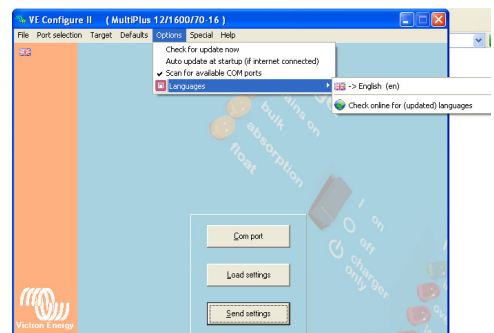 VE Configure II ( MultiPlus 12/1600/70-16 )
File Port selection Target Defaults Options Special Help
Check for update now
Auto update at startup (if internet connected)
Scan for available COM ports
Languages
-> English (en)
Check online for (updated) languages
mains on
bulk
absorption
float
on
off
charger
only
Com port
Load settings
Send settings
Victron Energy